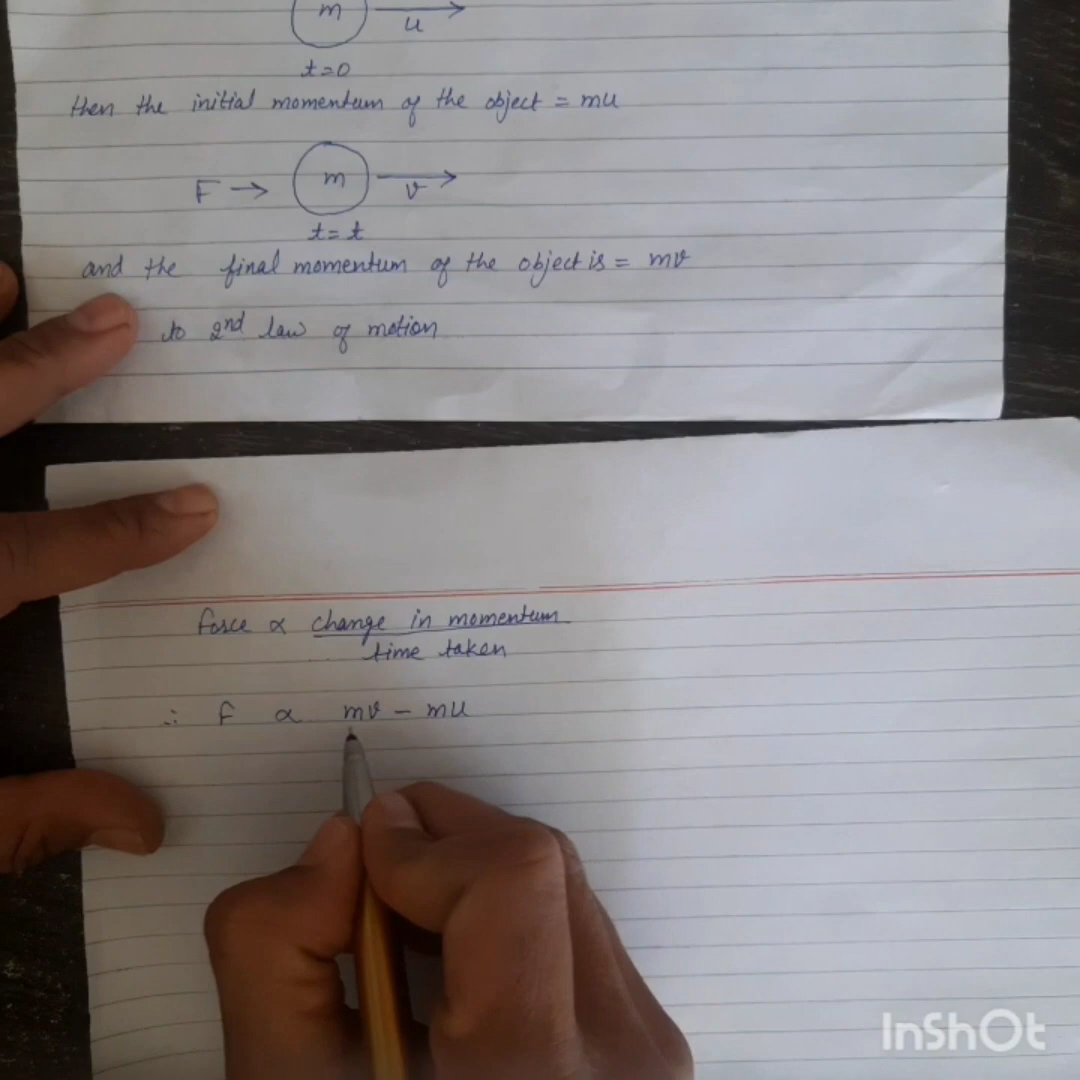 m
u
t=0
then the initial momentum of the object = mu
F → m v
t=t
and the final momentum of the object is = mv
to 2nd law of motion
Force ∝ change in momentum
time taken
∴ F ∝ mv - mu
InShOt